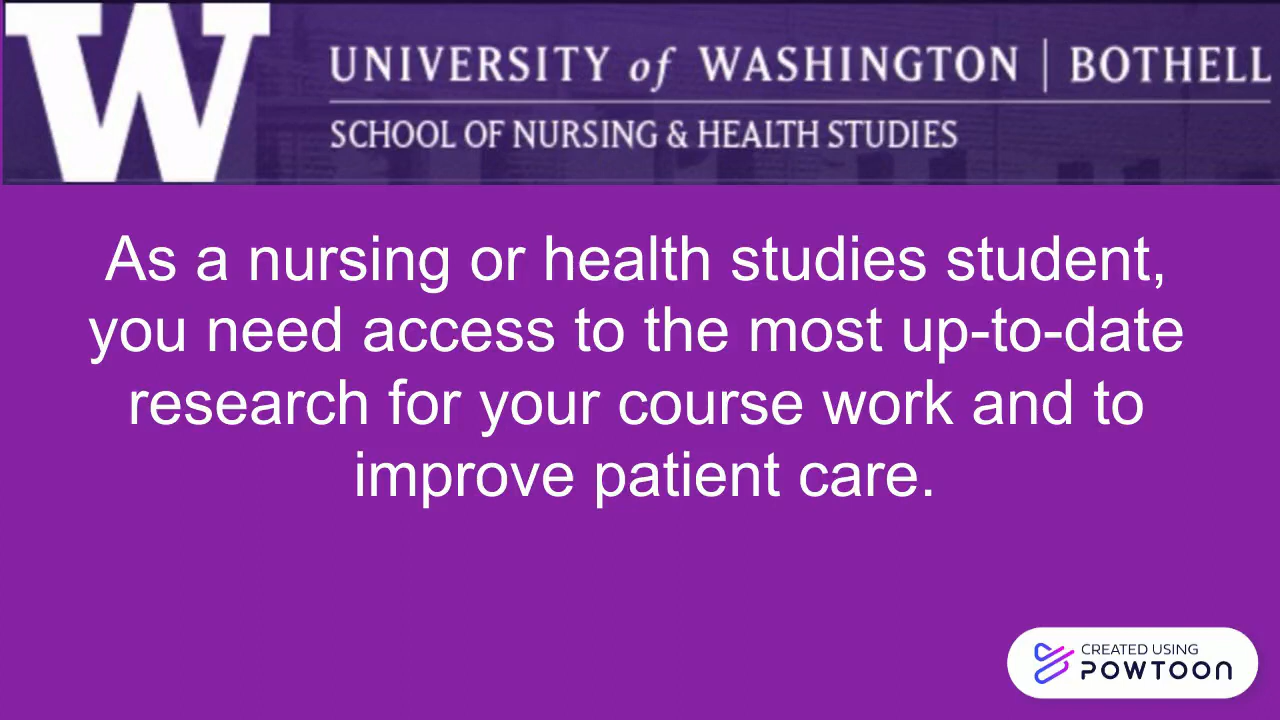 W
UNIVERSITY of WASHINGTON | BOTHELL
SCHOOL OF NURSING & HEALTH STUDIES
As a nursing or health studies student,
you need access to the most up-to-date
research for your course work and to
improve patient care.
CREATED USING
POWTOON